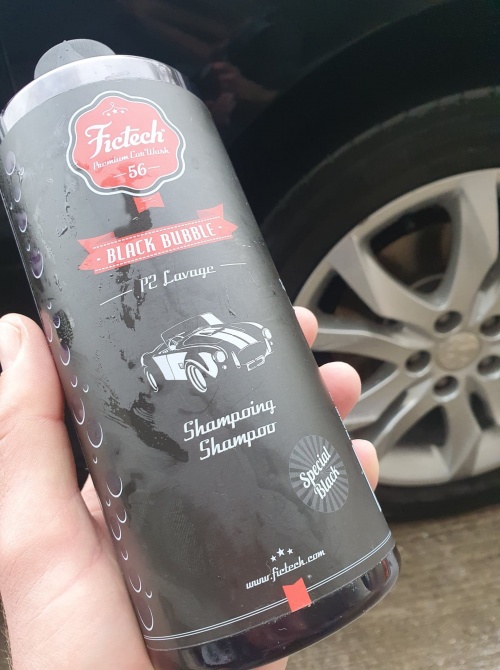 Fictech®
Premium Car Wash
56
• BLACK BUBBLE •
P2 Lavage
Shampoing
Shampoo
Special
Black
www.fictech.com